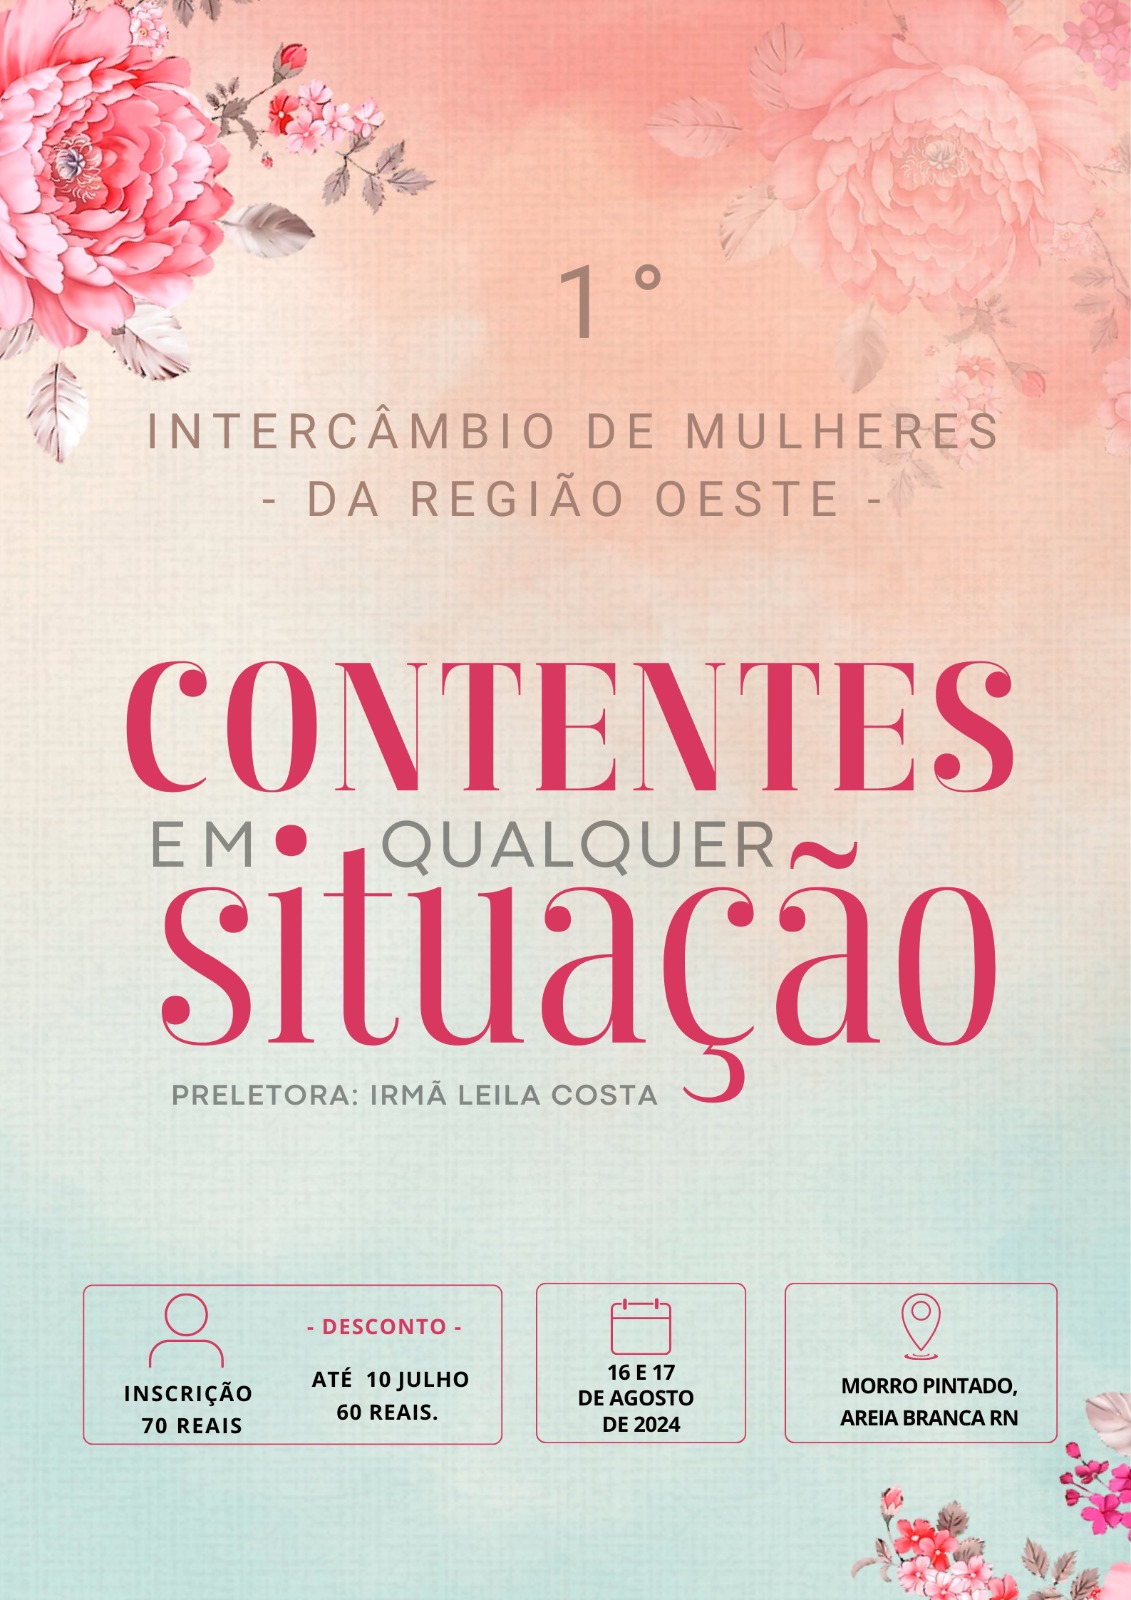 1°
INTERCÂMBIO DE MULHERES
- DA REGIÃO OESTE -
CONTENTES
EM QUALQUER
situação
PRELETORA: IRMÃ LEILA COSTA
INSCRIÇÃO
70 REAIS
- DESCONTO -
ATÉ 10 JULHO
60 REAIS.
16 E 17
DE AGOSTO
DE 2024
MORRO PINTADO,
AREIA BRANCA RN